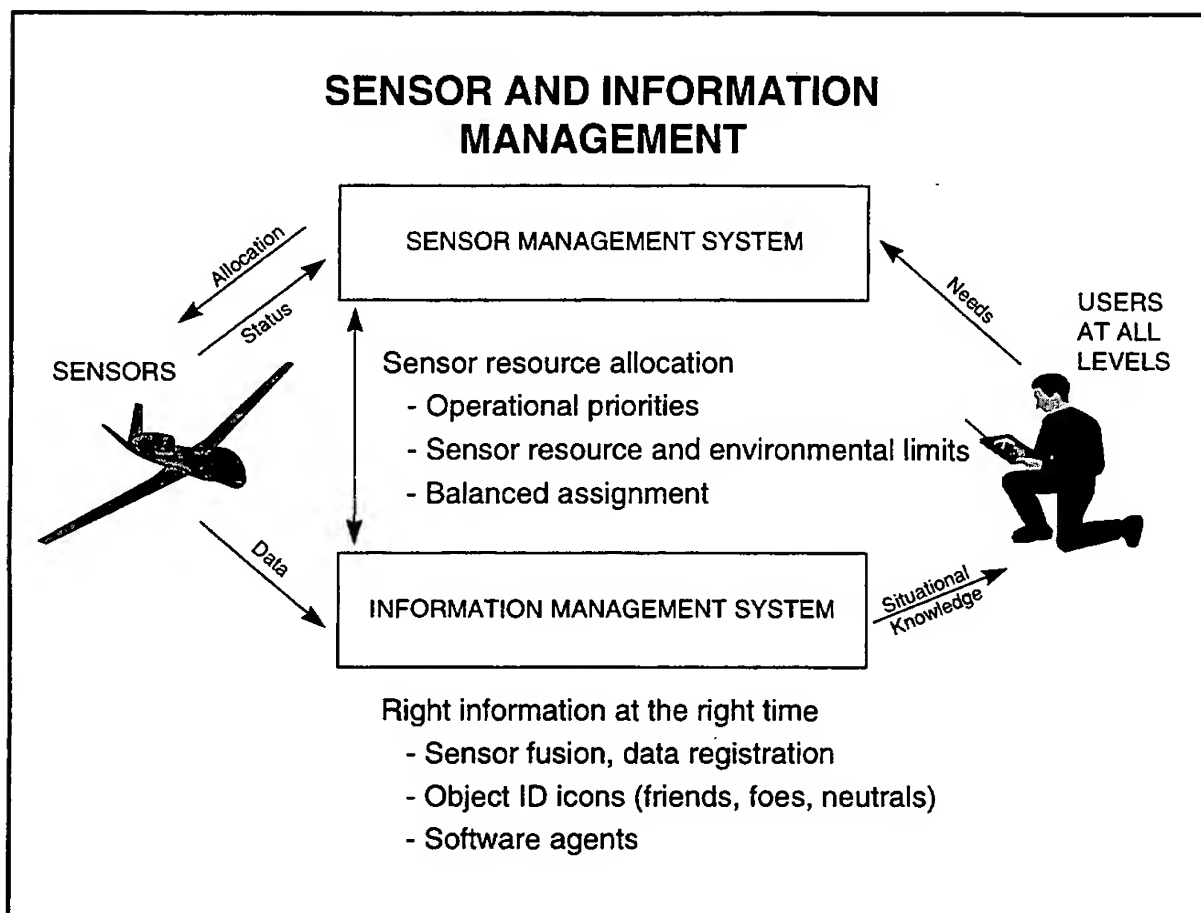 SENSOR AND INFORMATION
MANAGEMENT
SENSOR MANAGEMENT SYSTEM
Allocation
Status
Needs
SENSORS
USERS
AT ALL
LEVELS
Sensor resource allocation
- Operational priorities
- Sensor resource and environmental limits
- Balanced assignment
Data
INFORMATION MANAGEMENT SYSTEM
Situational
Knowledge
Right information at the right time
- Sensor fusion, data registration
- Object ID icons (friends, foes, neutrals)
- Software agents